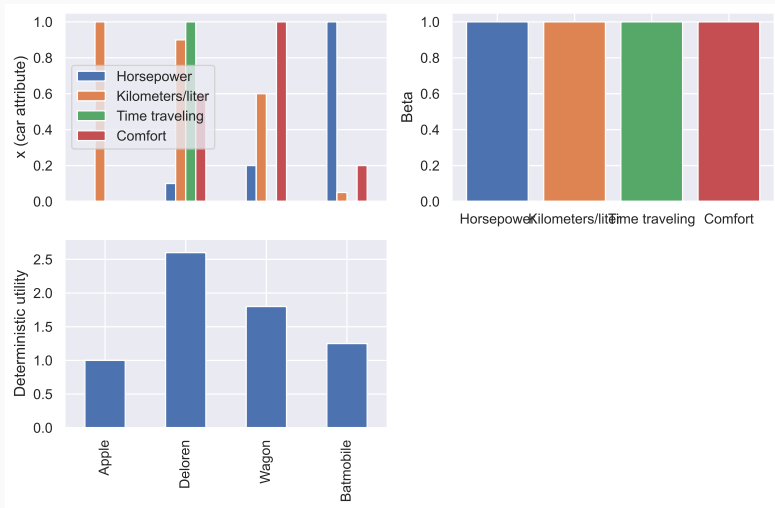 1.0
0.8
0.6
0.4
0.2
0.0
x (car attribute)
Horsepower
Kilometers/liter
Time traveling
Comfort
1.0
0.8
0.6
0.4
0.2
0.0
Beta
Horsepower Kilometers/liter Time traveling Comfort
2.5
2.0
1.5
1.0
0.5
0.0
Deterministic utility
Apple
Deloren
Wagon
Batmobile